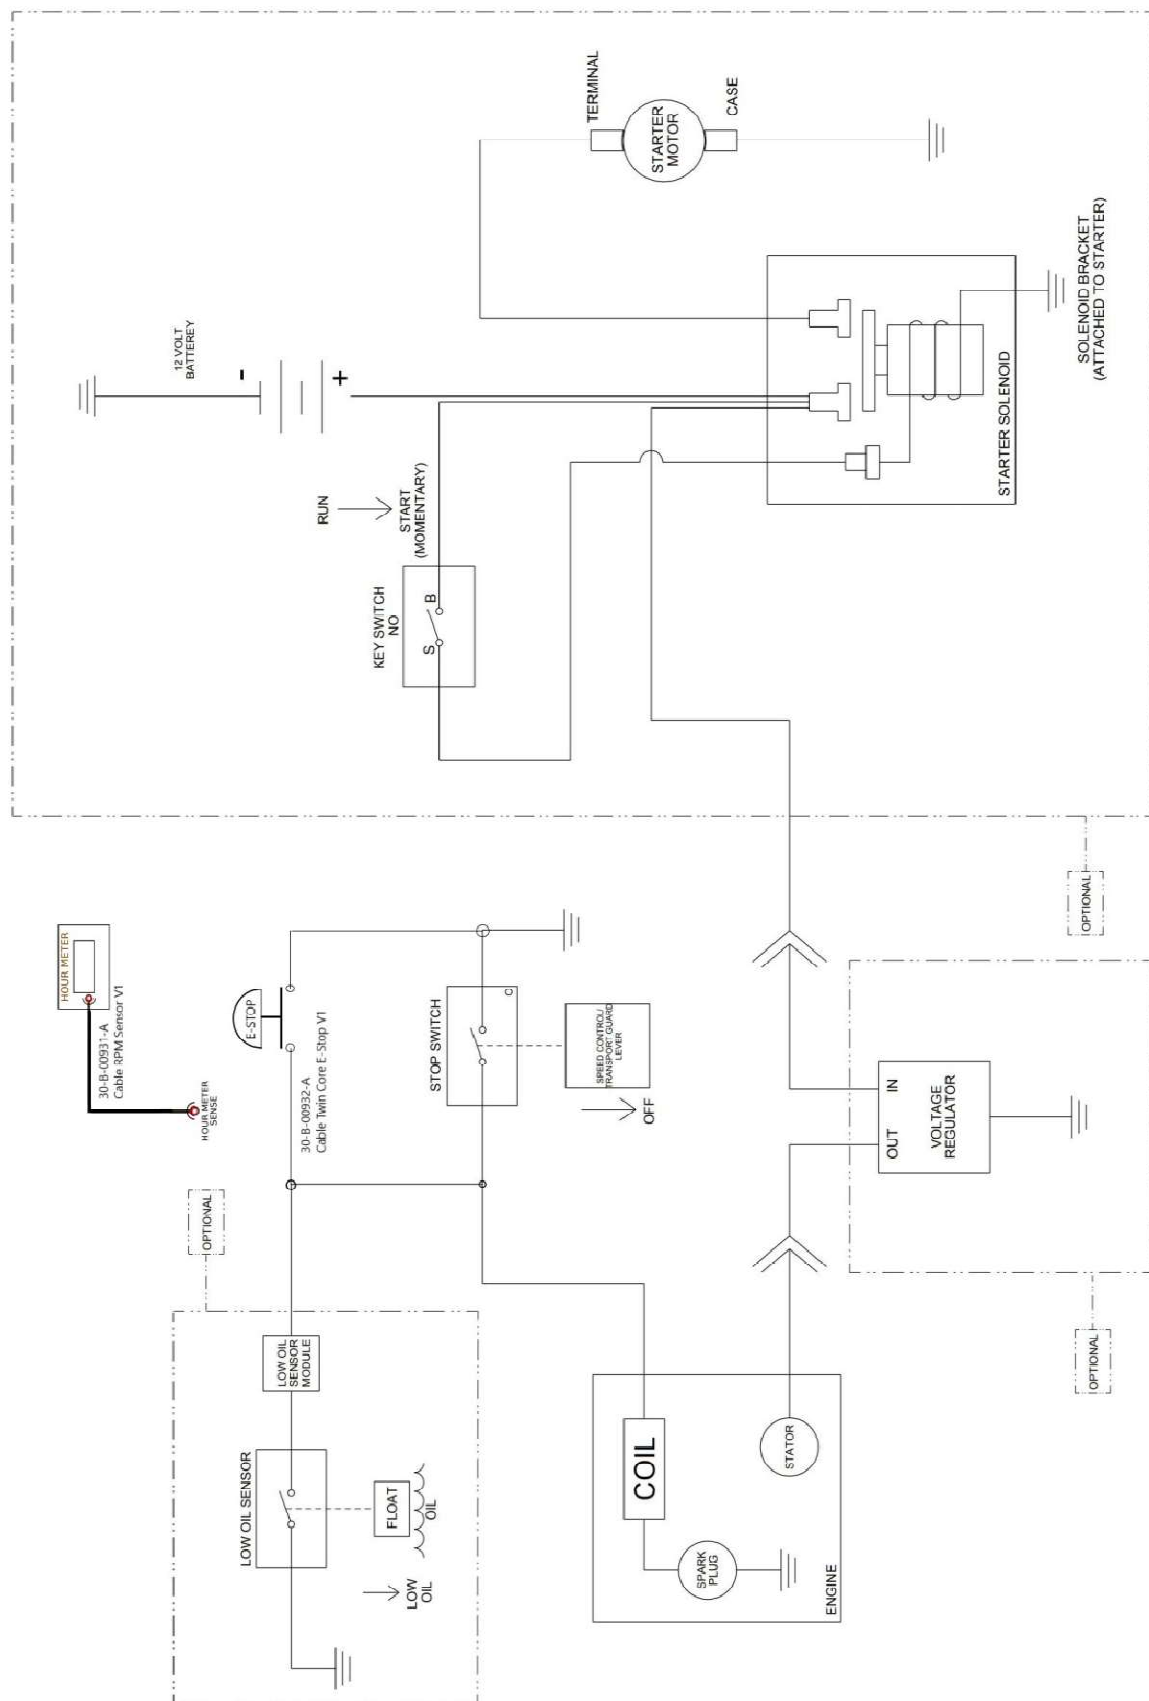 HOUR METER
30-B-00931-A
Cable RPM Sensor V1
HOUR METER
SENSE
12 VOLT
BATTIEREY
-
+
RUN
START
(MOMENTARY)
KEY SWITCH
NO
S
B
TERMINAL
STARTER
MOTOR
CASE
STARTER SOLENOID
SOLENOID BRACKET
(ATTACHED TO STARTER)
OPTIONAL
E-STOP
30-B-00932-A
Cable Twin Core E-Stop V1
STOP SWITCH
C
SPEED CONTROL/
TRANSPORT GUARD
LEVER
OFF
OUT
IN
VOLTAGE
REGULATOR
OPTIONAL
OPTIONAL
LOW OIL
SENSOR
MODULE
LOW OIL SENSOR
FLOAT
OIL
LOW
OIL
COIL
SPARK
PLUG
STATOR
ENGINE